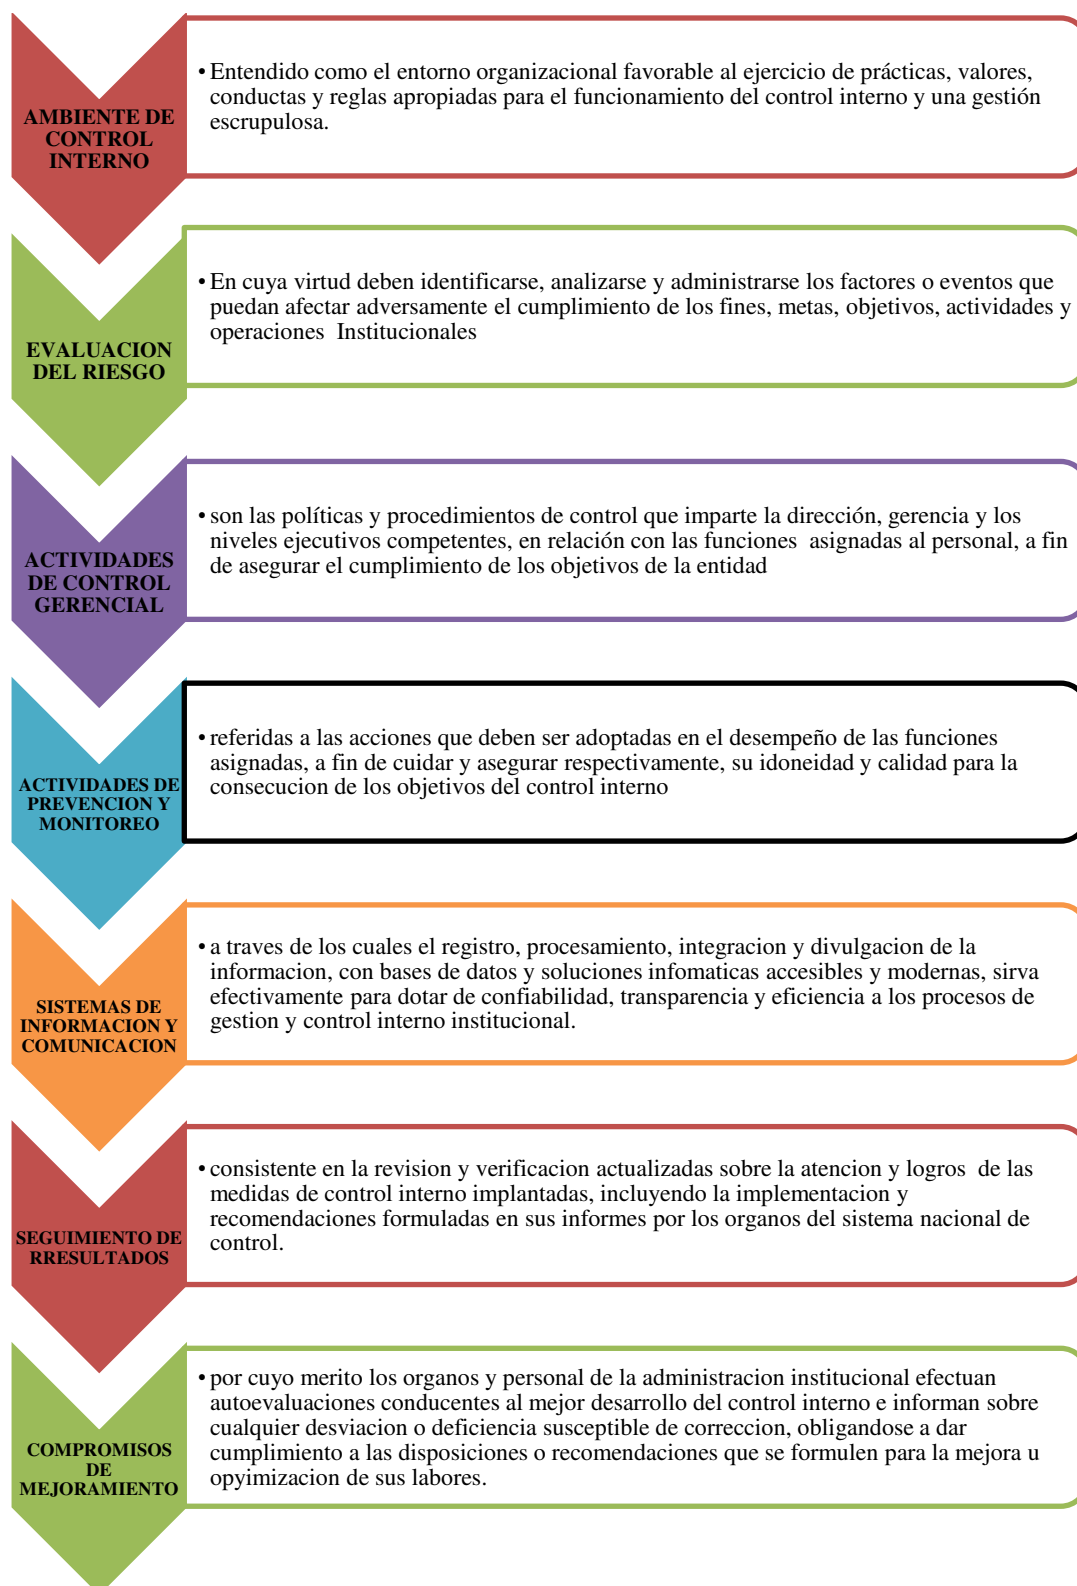 AMBIENTE DE
CONTROL
INTERNO
• Entendido como el entorno organizacional favorable al ejercicio de prácticas, valores,
conductas y reglas apropiadas para el funcionamiento del control interno y una gestión
escrupulosa.
EVALUACION
DEL RIESGO
• En cuya virtud deben identificarse, analizarse y administrarse los factores o eventos que
puedan afectar adversamente el cumplimiento de los fines, metas, objetivos, actividades y
operaciones Institucionales
ACTIVIDADES
DE CONTROL
GERENCIAL
• son las políticas y procedimientos de control que imparte la dirección, gerencia y los
niveles ejecutivos competentes, en relación con las funciones asignadas al personal, a fin
de asegurar el cumplimiento de los objetivos de la entidad
ACTIVIDADES DE
PREVENCION Y
MONITOREO
• referidas a las acciones que deben ser adoptadas en el desempeño de las funciones
asignadas, a fin de cuidar y asegurar respectivamente, su idoneidad y calidad para la
consecucion de los objetivos del control interno
SISTEMAS DE
INFORMACION Y
COMUNICACION
• a traves de los cuales el registro, procesamiento, integracion y divulgacion de la
informacion, con bases de datos y soluciones infomaticas accesibles y modernas, sirva
efectivamente para dotar de confiabilidad, transparencia y eficiencia a los procesos de
gestion y control interno institucional.
SEGUIMIENTO DE
RRESULTADOS
• consistente en la revision y verificacion actualizadas sobre la atencion y logros de las
medidas de control interno implantadas, incluyendo la implementacion y
recomendaciones formuladas en sus informes por los organos del sistema nacional de
control.
COMPROMISOS
DE
MEJORAMIENTO
• por cuyo merito los organos y personal de la administracion institucional efectuan
autoevaluaciones conducentes al mejor desarrollo del control interno e informan sobre
cualquier desviacion o deficiencia susceptible de correccion, obligandose a dar
cumplimiento a las disposiciones o recomendaciones que se formulen para la mejora u
opyimizacion de sus labores.